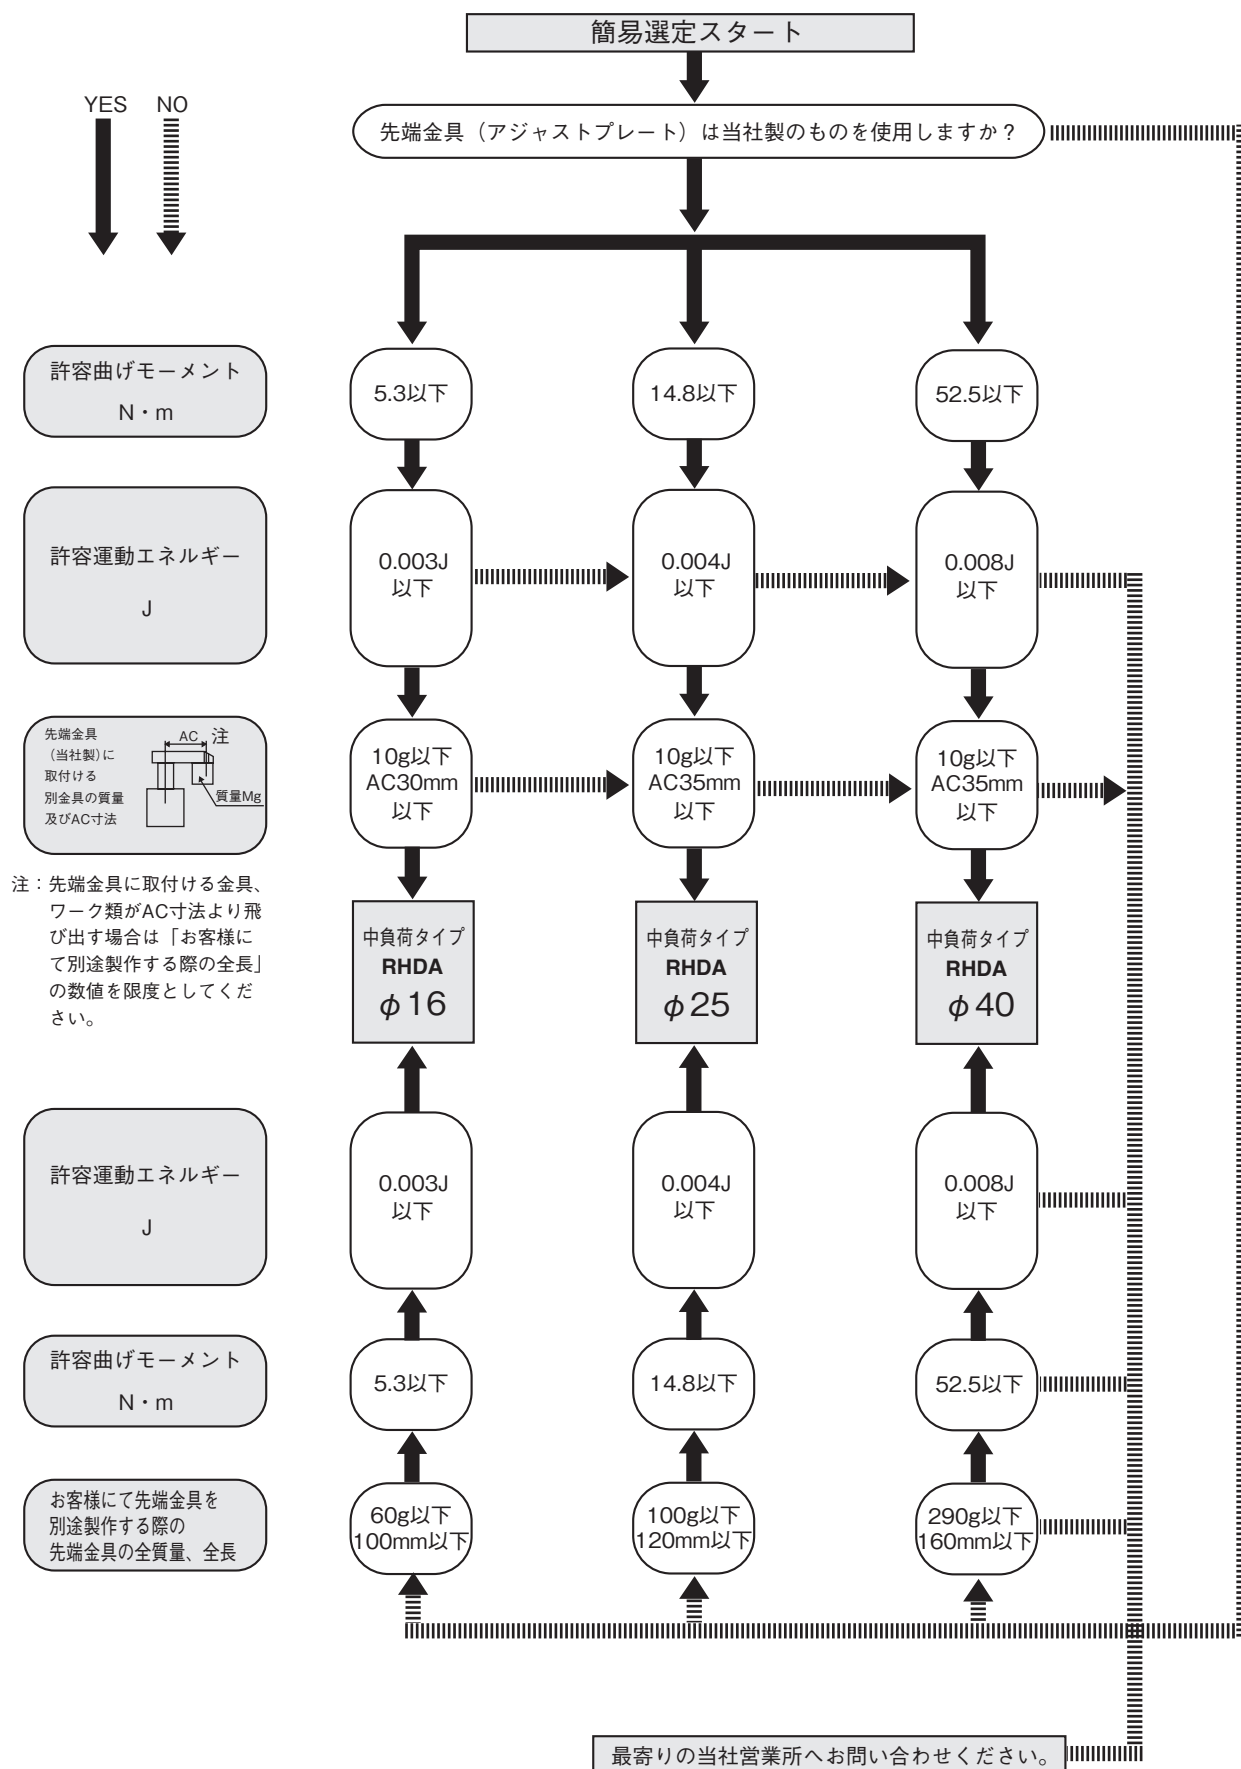 簡易選定スタート
YES NO
先端金具（アジャストプレート）は当社製のものを使用しますか？
許容曲げモーメント
N・m
5.3以下
14.8以下
52.5以下
許容運動エネルギー
J
0.003J
以下
0.004J
以下
0.008J
以下
先端金具
（当社製）に
取付ける
別金具の質量
及びAC寸法
AC 注
質量Mg
10g以下
AC30mm
以下
10g以下
AC35mm
以下
10g以下
AC35mm
以下
注：先端金具に取付ける金具、
ワーク類がAC寸法より飛
び出す場合は「お客様に
て別途製作する際の全長」
の数値を限度としてくだ
さい。
中負荷タイプ
RHDA
φ16
中負荷タイプ
RHDA
φ25
中負荷タイプ
RHDA
φ40
許容運動エネルギー
J
0.003J
以下
0.004J
以下
0.008J
以下
許容曲げモーメント
N・m
5.3以下
14.8以下
52.5以下
お客様にて先端金具を
別途製作する際の
先端金具の全質量、全長
60g以下
100mm以下
100g以下
120mm以下
290g以下
160mm以下
最寄りの当社営業所へお問い合わせください。